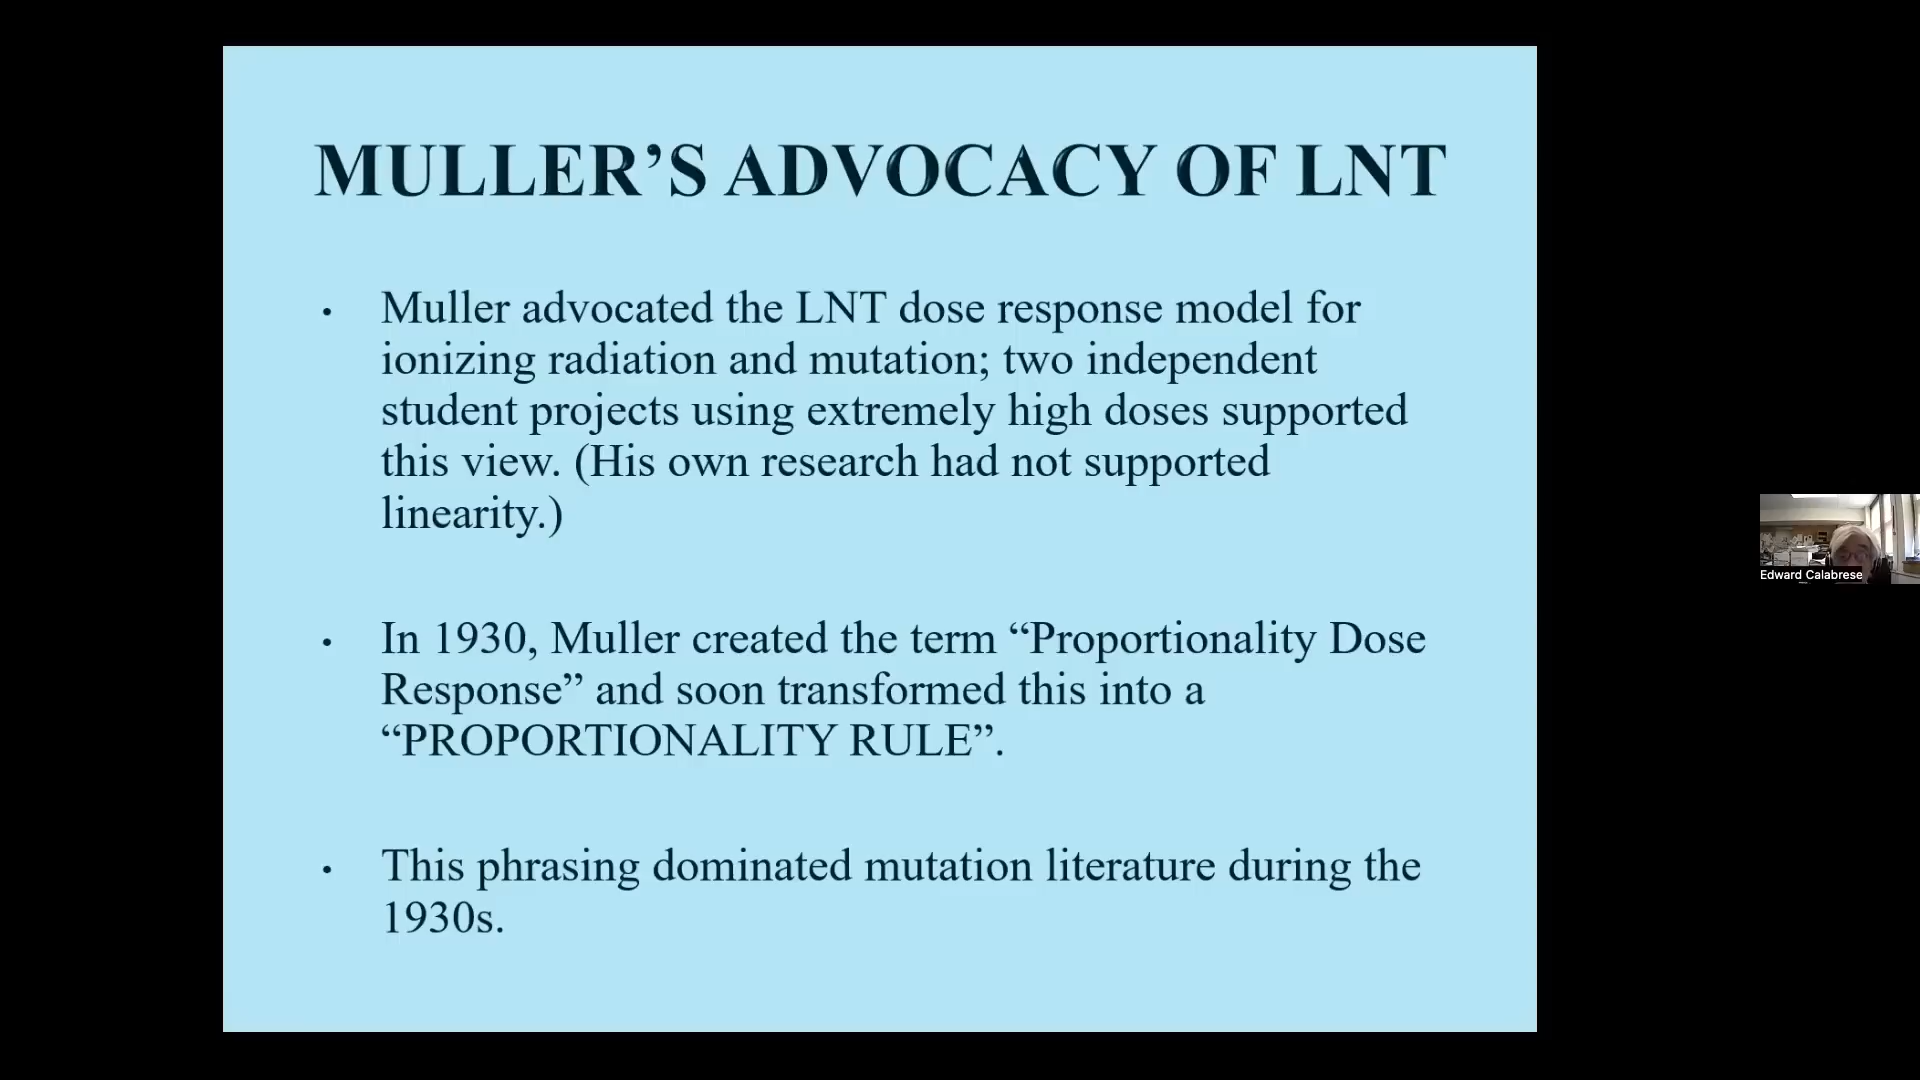 MULLER’S ADVOCACY OF LNT
• Muller advocated the LNT dose response model for
ionizing radiation and mutation; two independent
student projects using extremely high doses supported
this view. (His own research had not supported
linearity.)
• In 1930, Muller created the term “Proportionality Dose
Response” and soon transformed this into a
“PROPORTIONALITY RULE”.
• This phrasing dominated mutation literature during the
1930s.
Edward Calabrese